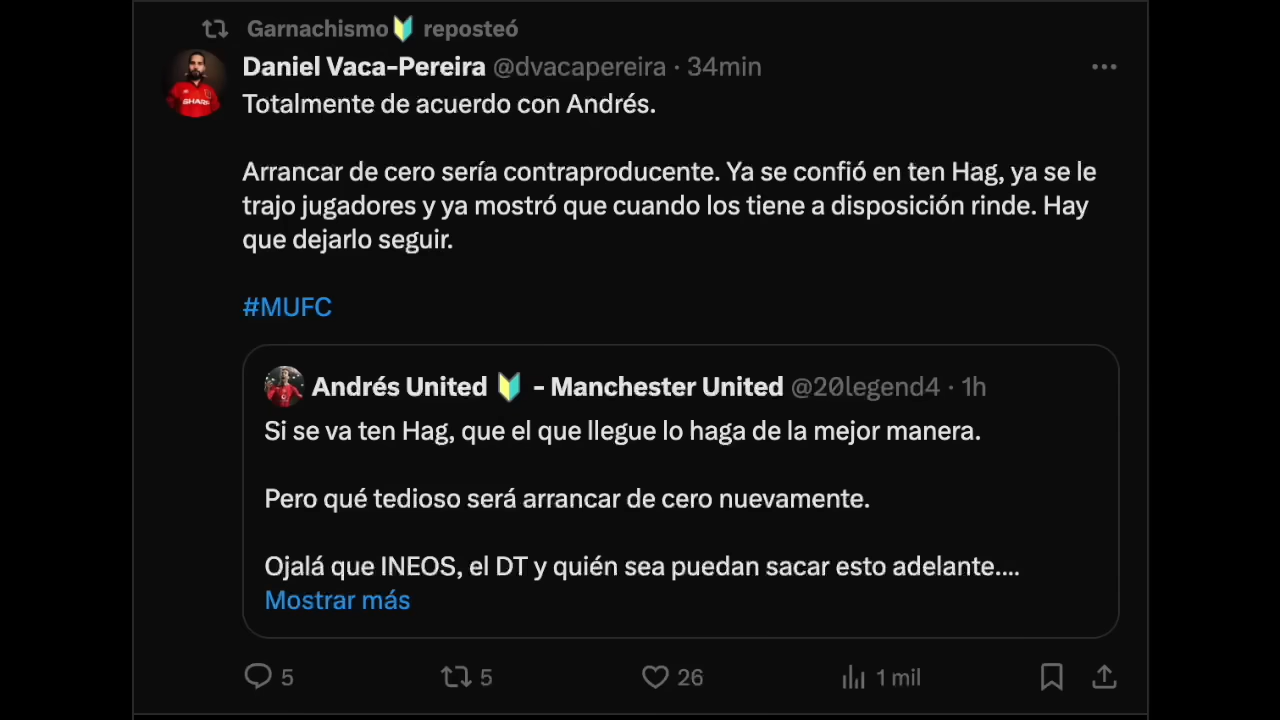 Garnachismo🔰 reposteó
Daniel Vaca-Pereira @dvacapereira · 34min
Totalmente de acuerdo con Andrés.
Arrancar de cero sería contraproducente. Ya se confió en ten Hag, ya se le
trajo jugadores y ya mostró que cuando los tiene a disposición rinde. Hay
que dejarlo seguir.
#MUFC
Andrés United 🔰 - Manchester United @20legend4 · 1h
Si se va ten Hag, que el que llegue lo haga de la mejor manera.
Pero qué tedioso será arrancar de cero nuevamente.
Ojalá que INEOS, el DT y quién sea puedan sacar esto adelante....
Mostrar más
5 5 26 1 mil